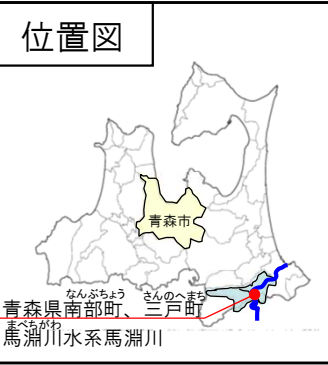 位置図
青森市
なんぶちょう さんのへまち
青森県南部町、三戸町
まべちがわ
馬淵川水系馬淵川